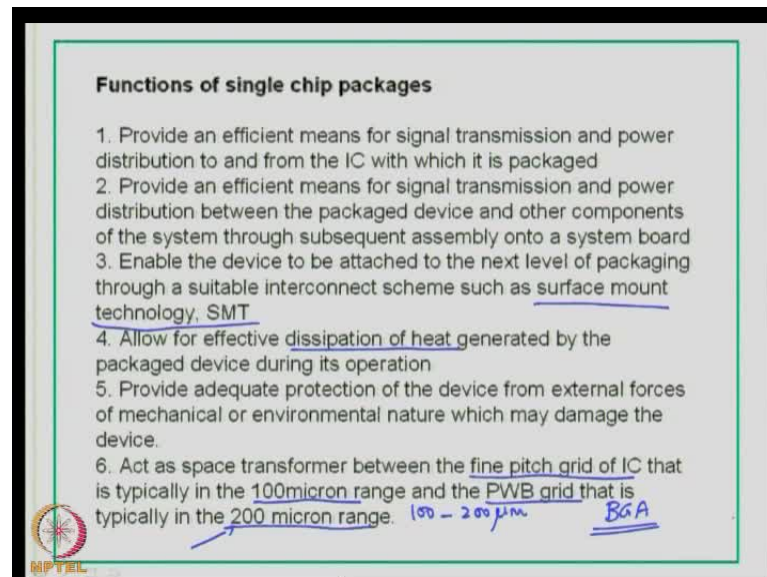 Functions of single chip packages
1. Provide an efficient means for signal transmission and power
distribution to and from the IC with which it is packaged
2. Provide an efficient means for signal transmission and power
distribution between the packaged device and other components
of the system through subsequent assembly onto a system board
3. Enable the device to be attached to the next level of packaging
through a suitable interconnect scheme such as surface mount
technology, SMT
4. Allow for effective dissipation of heat generated by the
packaged device during its operation
5. Provide adequate protection of the device from external forces
of mechanical or environmental nature which may damage the
device.
6. Act as space transformer between the fine pitch grid of IC that
is typically in the 100micron range and the PWB grid that is
typically in the 200 micron range. 100 - 200 μm BGA
NPTEL